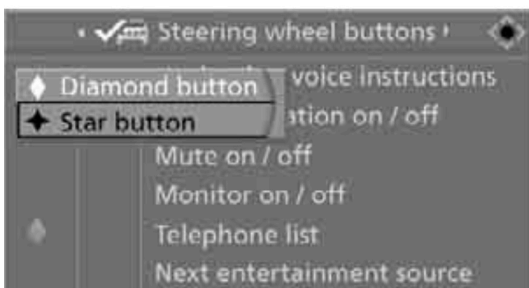 Steering wheel buttons
Diamond button
voice instructions
Star button
ation on / off
Mute on / off
Monitor on / off
Telephone list
Next entertainment source